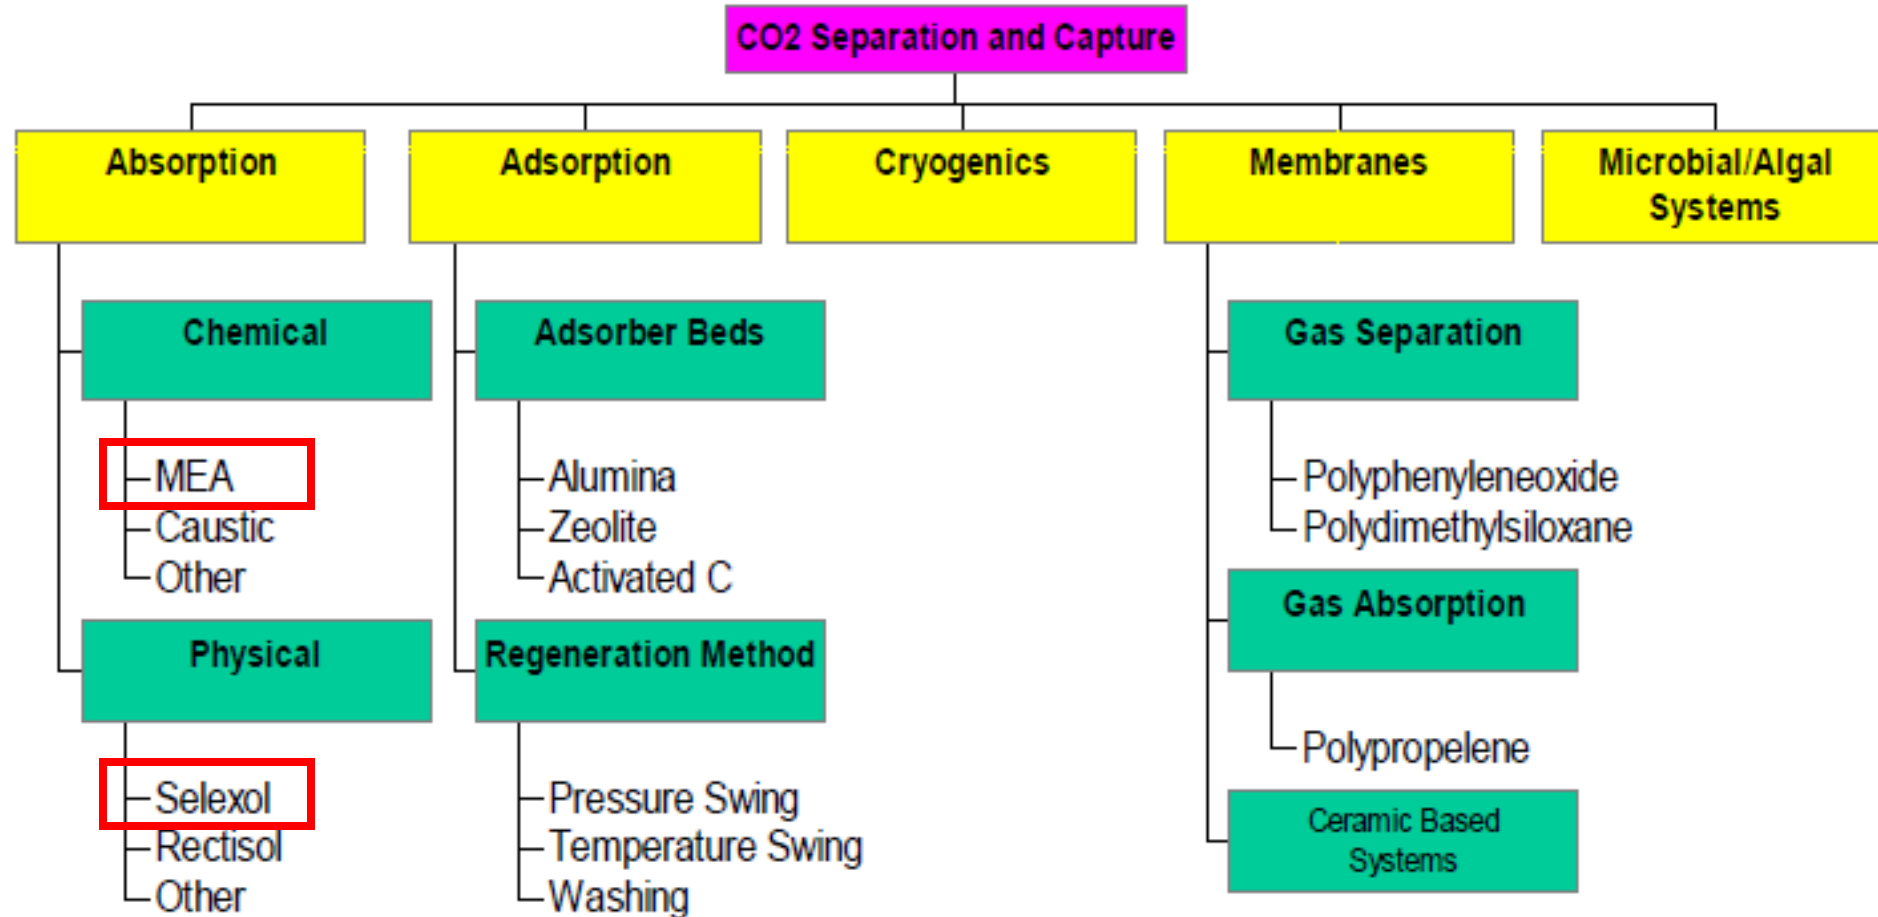 CO2 Separation and Capture
Absorption
Adsorption
Cryogenics
Membranes
Microbial/Algal
Systems
Chemical
MEA
Caustic
Other
Physical
Selexol
Rectisol
Other
Adsorber Beds
Alumina
Zeolite
Activated C
Regeneration Method
Pressure Swing
Temperature Swing
Washing
Gas Separation
Polyphenyleneoxide
Polydimethylsiloxane
Gas Absorption
Polypropelene
Ceramic Based
Systems